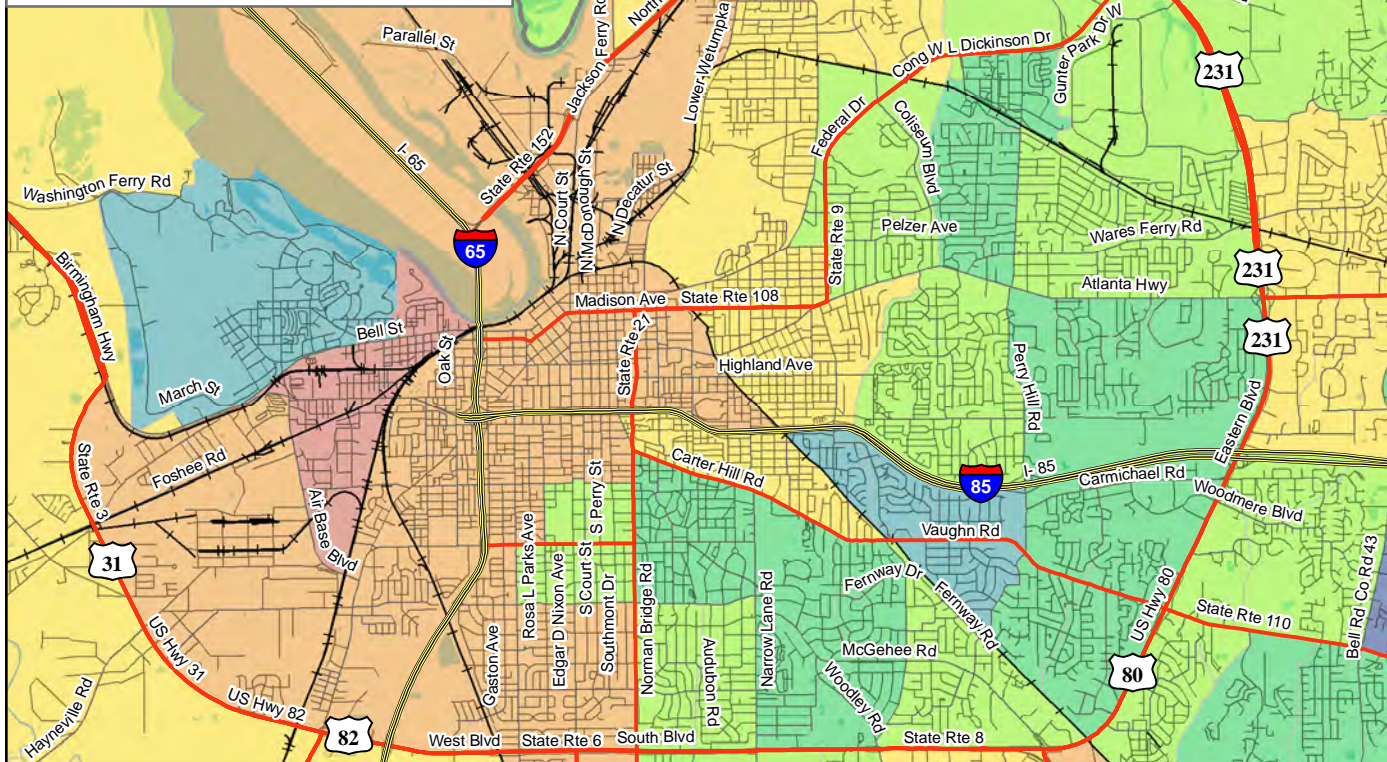 Parallel St
Jackson Ferry Rd
North
Lower Wetumpka
Cong W L Dickinson Dr
Gunter Park Dr W
231
Federal Dr
Coliseum Blvd
I- 65
State Rte 152
N Court St
N McDonough St
N Decatur St
Washington Ferry Rd
65
Pelzer Ave
Wares Ferry Rd
State Rte 9
231
Birmingham Hwy
Atlanta Hwy
Madison Ave
State Rte 108
Bell St
Oak St
State Rte 21
231
Highland Ave
Perry Hill Rd
March St
Eastern Blvd
Foshee Rd
State Rte 3
Carter Hill Rd
S Perry St
I- 85
85
Carmichael Rd
Woodmere Blvd
Air Base Blvd
Vaughn Rd
31
Rosa L Parks Ave
Edgar D Nixon Ave
S Court St
Southmont Dr
Norman Bridge Rd
Narrow Lane Rd
Fernway Dr
Fernway Rd
US Hwy 80
State Rte 110
Bell Rd Co Rd 43
US Hwy 31
Gaston Ave
Audubon Rd
McGehee Rd
Woodley Rd
80
Hayneville Rd
US Hwy 82
82
West Blvd
State Rte 6
South Blvd
State Rte 8